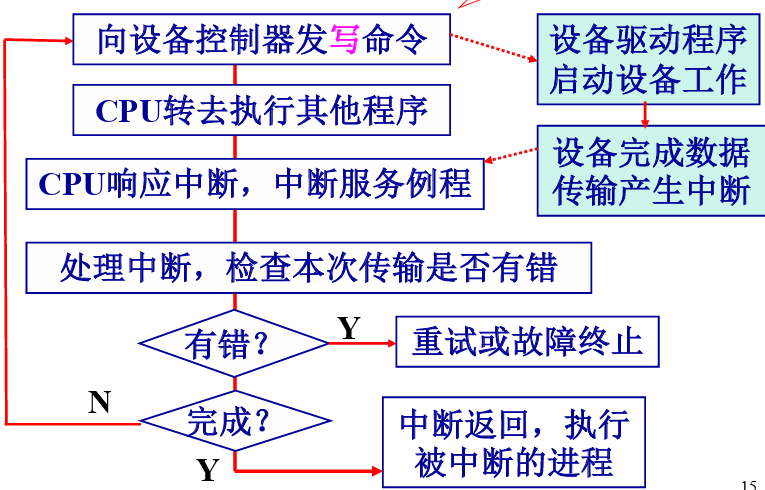 向设备控制器发写命令
设备驱动程序
启动设备工作
CPU转去执行其他程序
设备完成数据
传输产生中断
CPU响应中断，中断服务例程
处理中断，检查本次传输是否有错
有错？
Y
重试或故障终止
N
完成？
Y
中断返回，执行
被中断的进程
15